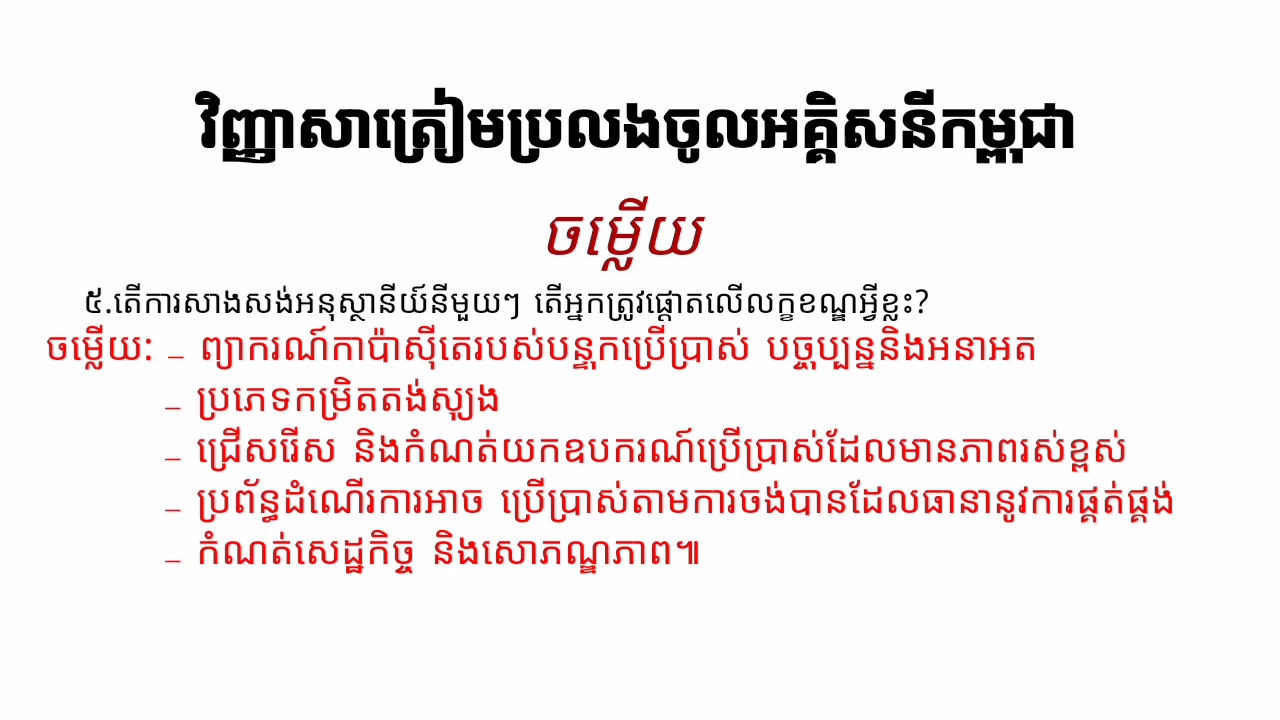 វិញ្ញាសាត្រៀមប្រលងចូលអគ្គិសនីកម្ពុជា
ចម្លើយ
៥.តើការសាងសង់អនុស្ថានីយ៍នីមួយៗ តើអ្នកត្រូវផ្តោតលើលក្ខខណ្ឌអ្វីខ្លះ?
ចម្លើយ: – ព្យាករណ៍កាប៉ាស៊ីតេរបស់បន្ទុកប្រើប្រាស់ បច្ចុប្បន្ននិងអនាអត
– ប្រភេទកម្រិតតង់ស្យុង
– ជ្រើសរើស និងកំណត់យកឧបករណ៍ប្រើប្រាស់ដែលមានភាពរស់ខ្ពស់
– ប្រព័ន្ធដំណើរការអាច ប្រើប្រាស់តាមការចង់បានដែលធានានូវការផ្គត់ផ្គង់
– កំណត់សេដ្ឋកិច្ច និងសោភណ្ឌភាព៕